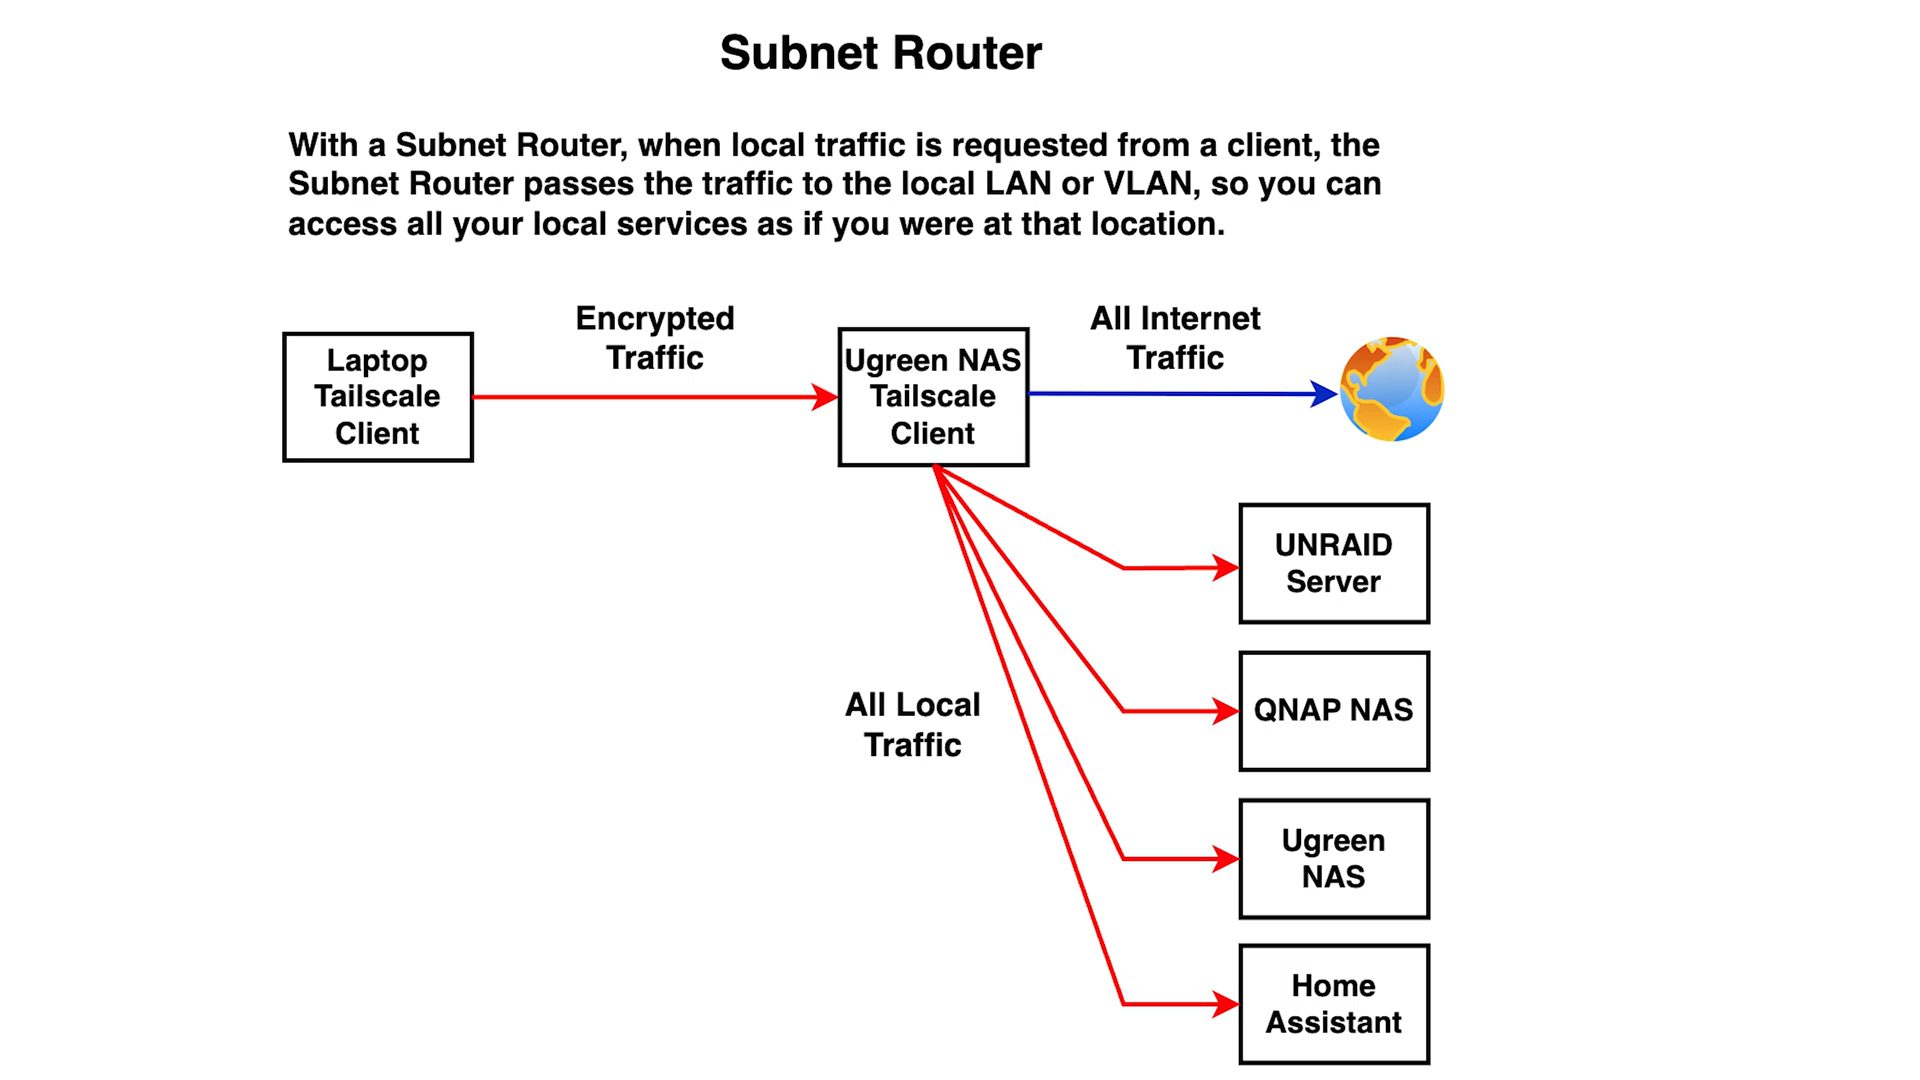 Subnet Router
With a Subnet Router, when local traffic is requested from a client, the
Subnet Router passes the traffic to the local LAN or VLAN, so you can
access all your local services as if you were at that location.
Encrypted
Traffic
All Internet
Traffic
Laptop
Tailscale
Client
Ugreen NAS
Tailscale
Client
UNRAID
Server
All Local
Traffic
QNAP NAS
Ugreen
NAS
Home
Assistant